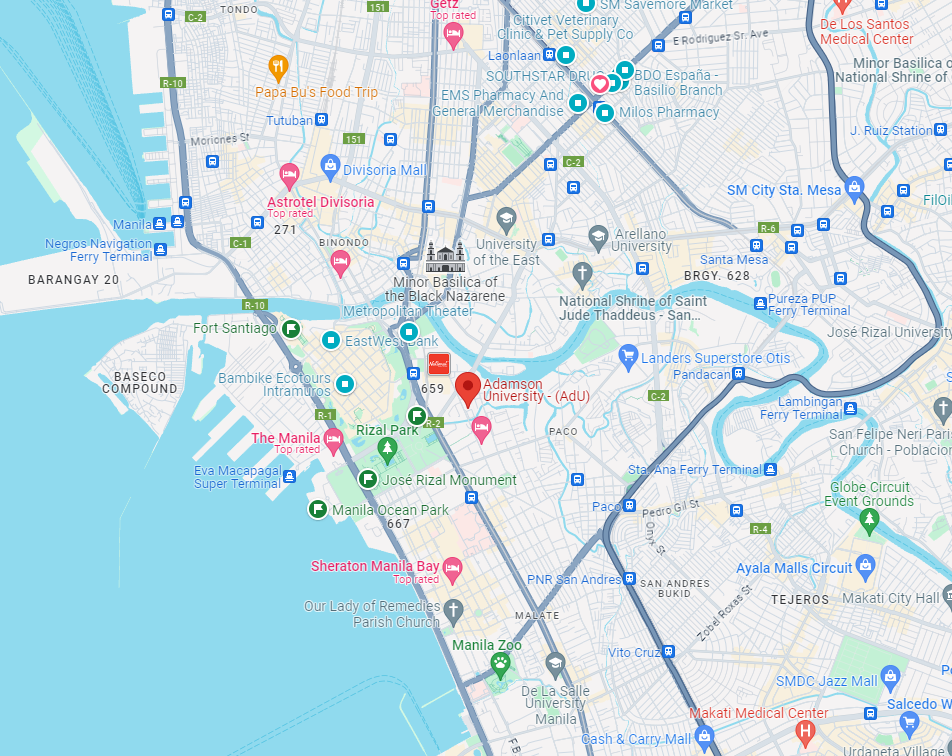 TONDO
C-2
151
Getz
Top rated
SM Savemore Market
Citivet Veterinary
Clinic & Pet Supply Co
De Los Santos
Medical Center
E Rodriguez Sr. Ave
Laonlaan
Minor Basilica o
National Shrine of
R-10
Papa Bu's Food Trip
SOUTHSTAR DRU
BDO España -
Basilio Branch
EMS Pharmacy And
General Merchandise
Milos Pharmacy
Tutuban
Moriones St
151
J. Ruiz Station
C-2
Divisoria Mall
SM City Sta. Mesa
Astrotel Divisoria
Top rated
FilOil
Manila
271
R-6
Negros Navigation
Ferry Terminal
C-1
BINONDO
University
of the East
Arellano
University
Santa Mesa
BARANGAY 20
Minor Basilica of
the Black Nazarene
BRGY. 628
R-10
National Shrine of Saint
Jude Thaddeus - San...
Pureza PUP
Ferry Terminal
Metropolitan Theater
Fort Santiago
José Rizal University
EastWest Bank
National
Landers Superstore Otis
BASECO
COMPOUND
Bambike Ecotours
Intramuros
659
Adamson
University - (AdU)
Pandacan
C-2
Lambingan
Ferry Terminal
R-1
R-2
Rizal Park
PACO
The Manila
Top rated
San Felipe Neri Paris
Church - Poblacion
Eva Macapagal
Super Terminal
José Rizal Monument
Sta. Ana Ferry Terminal
Globe Circuit
Event Grounds
Manila Ocean Park
667
Paco
Pedro Gil St
Onyx St
R-4
Sheraton Manila Bay
Top rated
PNR San Andres
SAN ANDRES
BUKID
Ayala Malls Circuit
TEJEROS
Makati City Hall
Our Lady of Remedies
Parish Church
MALATE
Zobel Roxas St
Manila Zoo
Vito Cruz
De La Salle
University
Manila
SMDC Jazz Mall
Po
Salcedo W
Makati Medical Center
Cash & Carry Mall
Urdaneta Village
FB